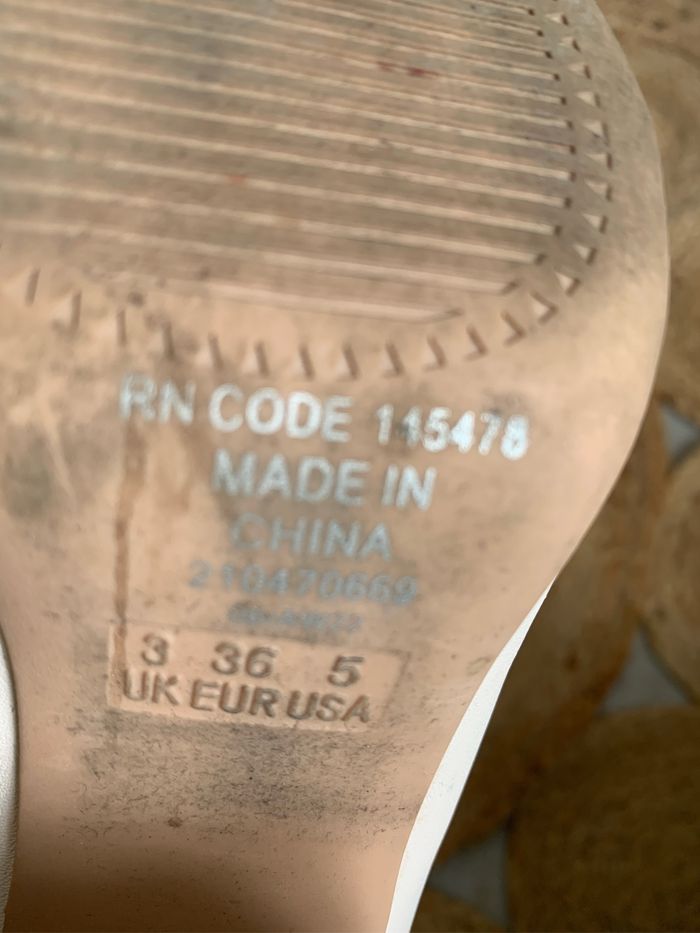 RN CODE 145478
MADE IN
CHINA
210470669
3 36 5
UK EUR USA